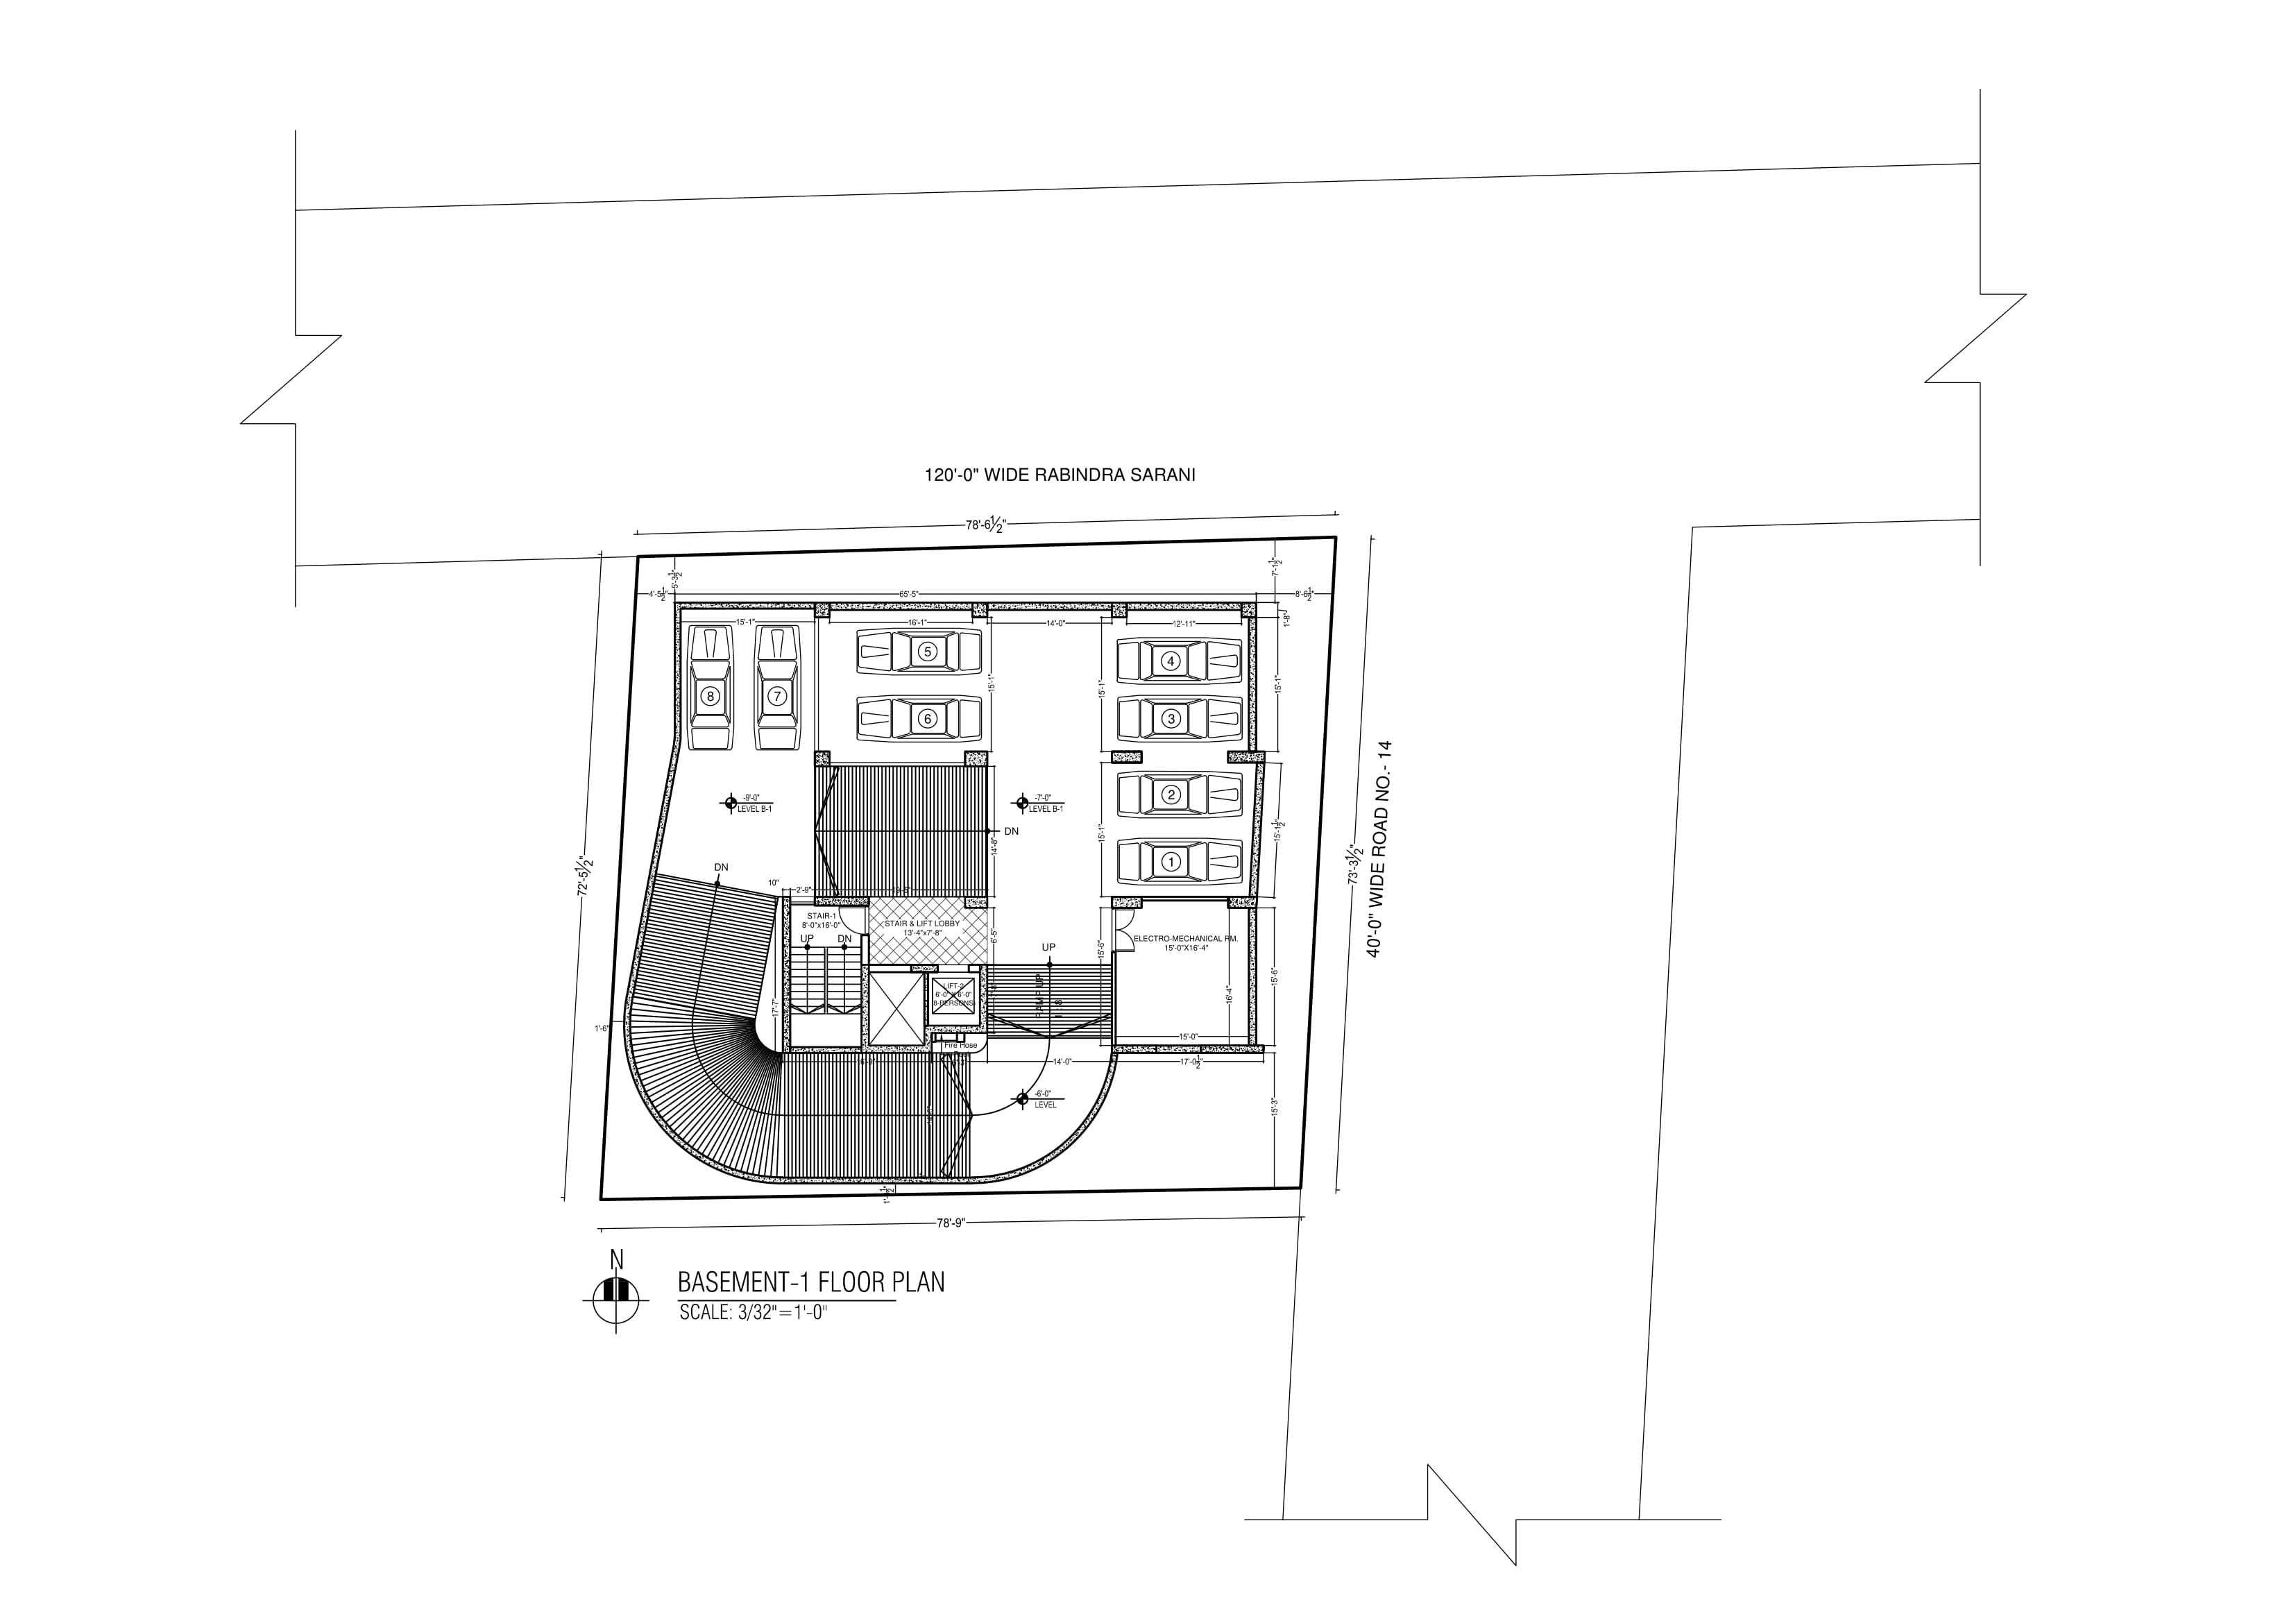 120'-0" WIDE RABINDRA SARANI
78'-6½"
5'-3½"
7'-1½"
4'-5½"
65'-5"
8'-6½"
1'-8"
15'-1"
16'-1"
14'-0"
12'-11"
5
4
8
7
15'-1"
15'-1"
15'-1"
6
3
40'-0" WIDE ROAD NO.- 14
-9'-0"
LEVEL B-1
-7'-0"
LEVEL B-1
2
DN
15'-1"
15'-1½"
14'-8"
72'-5½"
73'-3½"
1
DN
10"
2'-9"
STAIR-1
8'-0"x16'-0"
UP
DN
STAIR & LIFT LOBBY
13'-4"x7'-8"
6'-5"
UP
15'-6"
ELECTRO-MECHANICAL RM.
15'-0"X16'-4"
15'-6"
LIFT-2
6'-0"X6'-0"
8-PERSONS
RAMP UP
1 : 8
16'-4"
17'-7"
1'-6"
15'-0"
Fire Hose
14'-0"
17'-0½"
-6'-0"
LEVEL
15'-3"
78'-9"
N
BASEMENT-1 FLOOR PLAN
SCALE: 3/32"=1'-0"